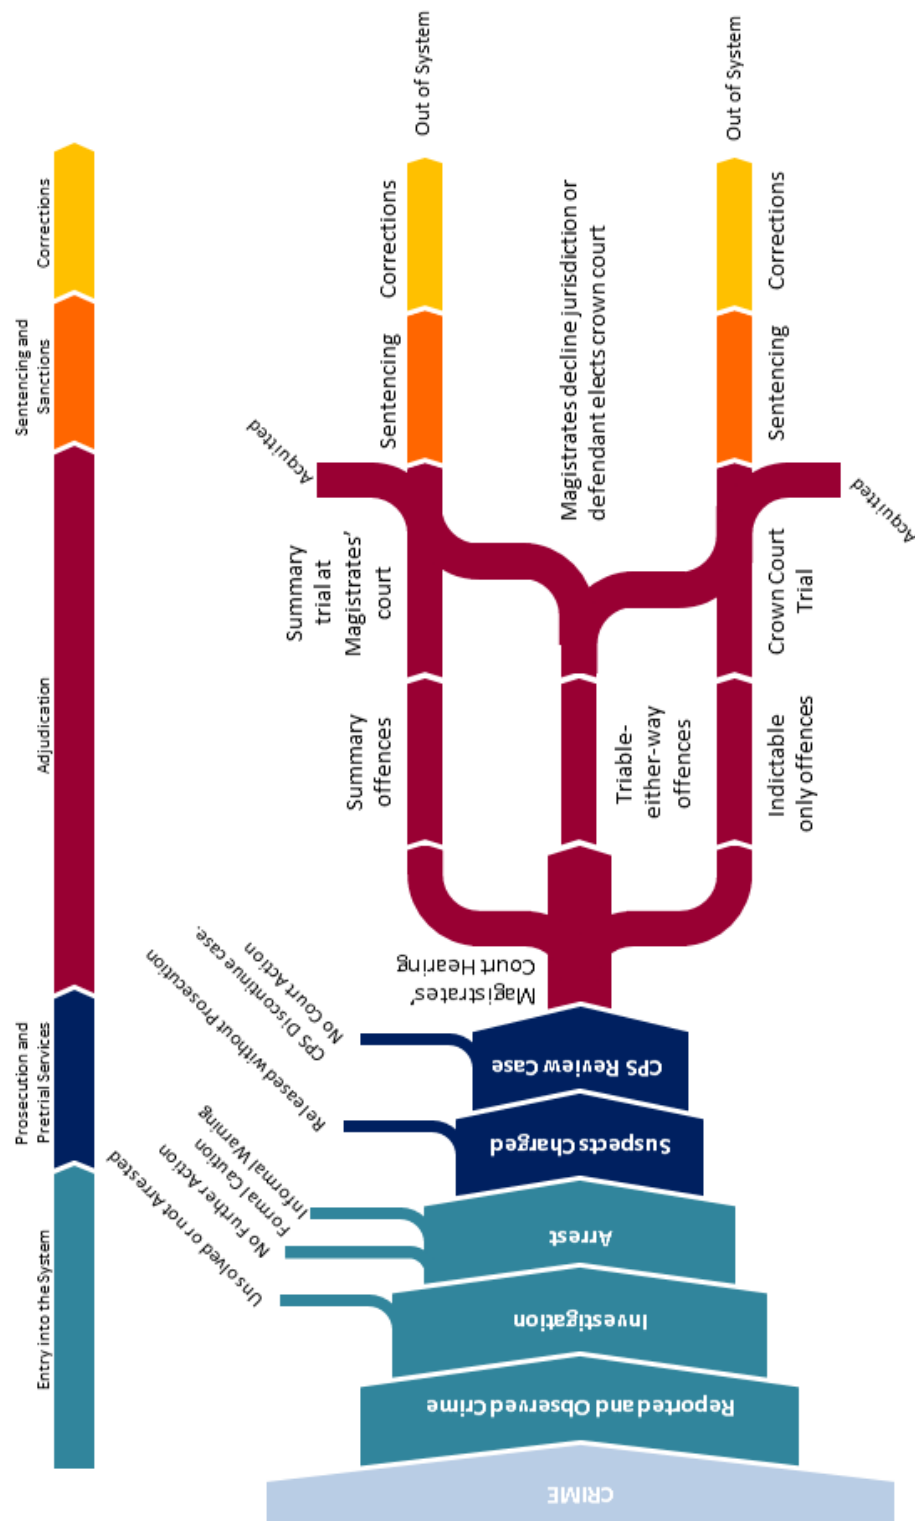 Entry into the System
Prosecution and
Pretrial Services
Adjudication
Sentencing and
Sanctions
Corrections
CRIME
Reported and Observed Crime
Investigation
Unsolved or not Arrested
Arrest
No Further Action
Formal Caution
Informal Warning
Suspects Charged
Released without Prosecution
CPS Review Case
CPS Discontinue case.
No Court Action
Magistrates'
Court Hearing
Summary
offences
Summary
trial at
Magistrates’
court
Acquitted
Sentencing
Corrections
Out of System
Triable-
either-way
offences
Magistrates decline jurisdiction or
defendant elects crown court
Indictable
only offences
Crown Court
Trial
Acquitted
Sentencing
Corrections
Out of System